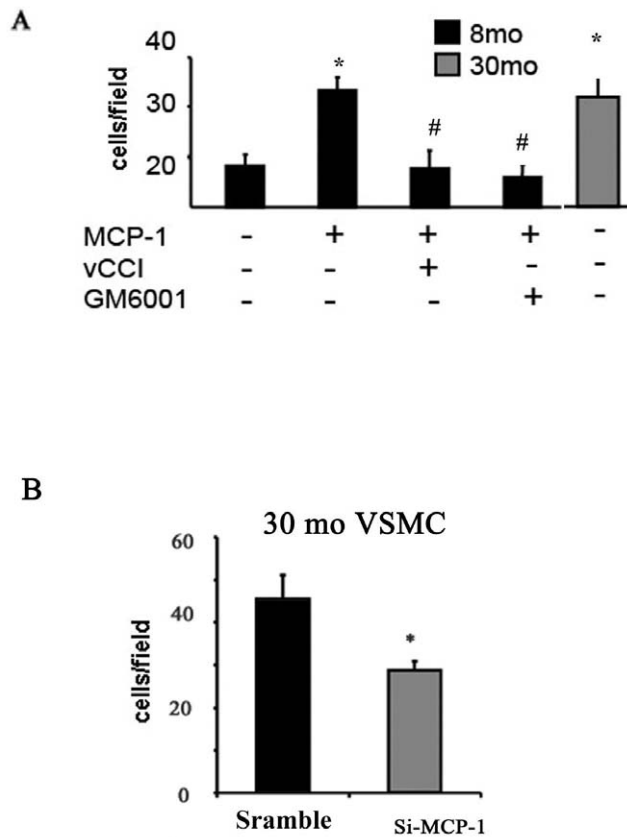 A
40
30
20
cells/field
8mo
30mo
* # # *
MCP-1 - + + + -
vCCI - - + - -
GM6001 - - - + -
B
30 mo VSMC
60
40
20
0
cells/field
*
Sramble Si-MCP-1